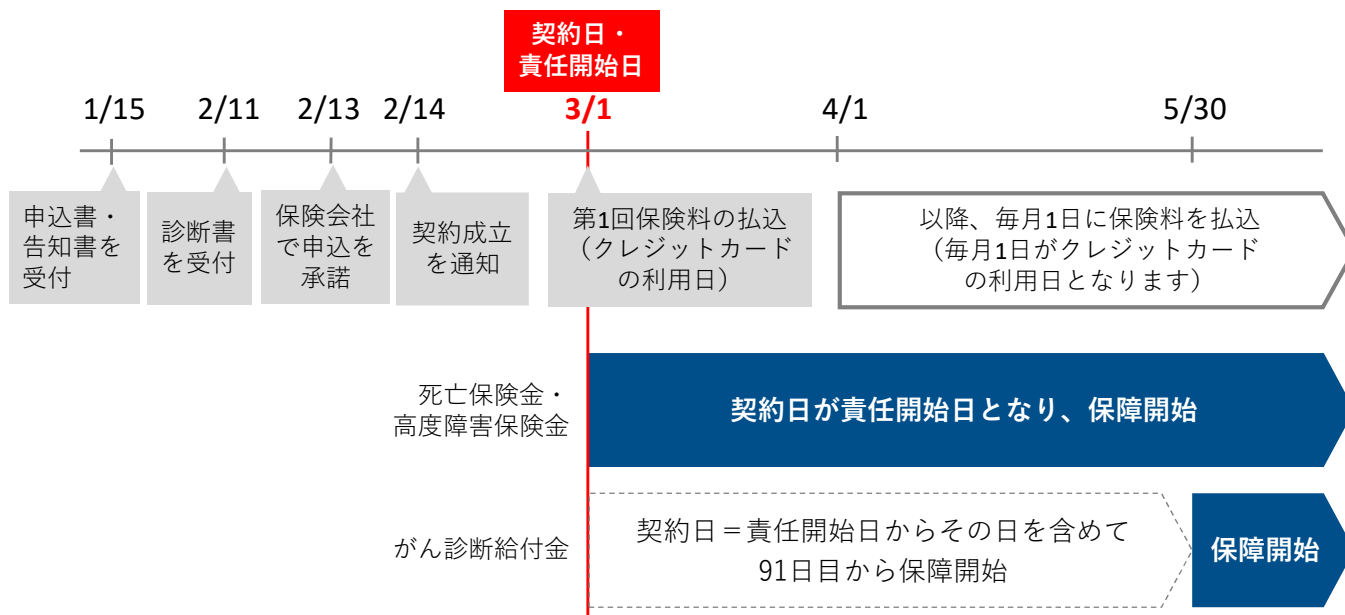 契約日・
責任開始日
1/15
2/11
2/13
2/14
3/1
4/1
5/30
申込書・
告知書を
受付
診断書
を受付
保険会社
で申込を
承諾
契約成立
を通知
第1回保険料の払込
（クレジットカード
の利用日）
以降、毎月1日に保険料を払込
（毎月1日がクレジットカード
の利用日となります）
死亡保険金・
高度障害保険金
契約日が責任開始日となり、保障開始
がん診断給付金
契約日＝責任開始日からその日を含めて
91日目から保障開始
保障開始